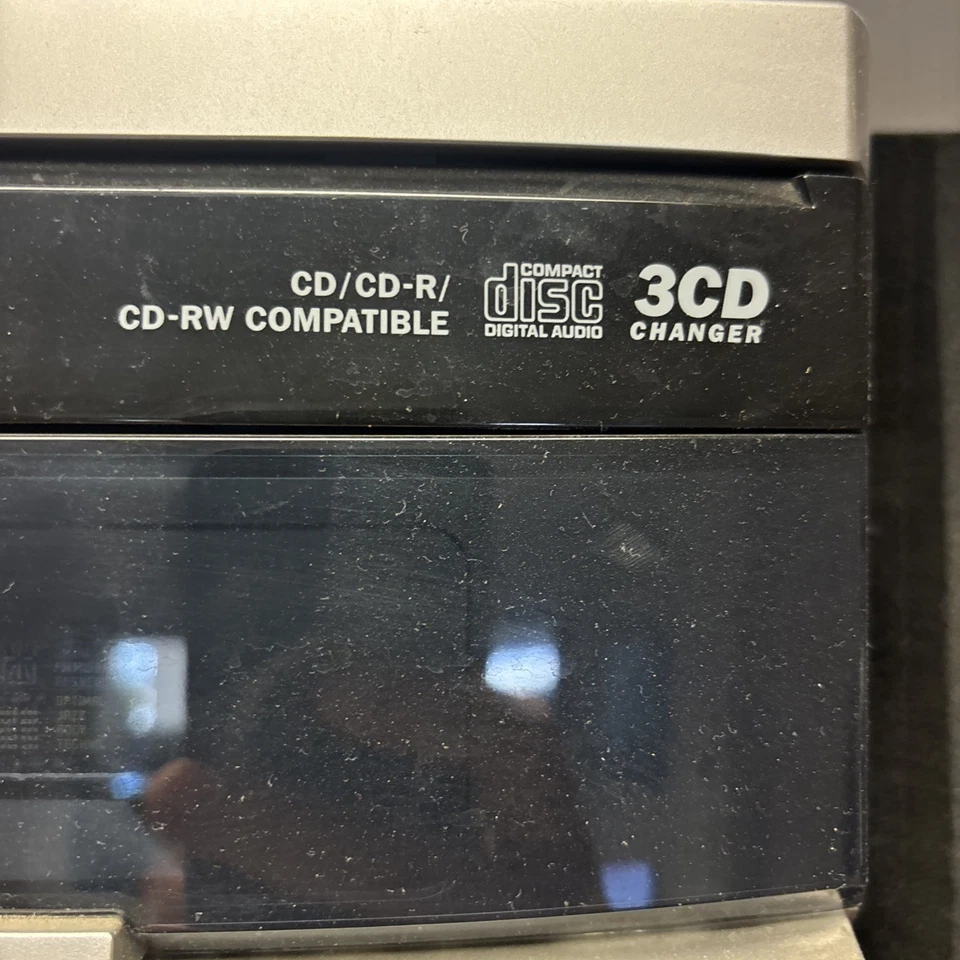 CD/CD-R/
CD-RW COMPATIBLE
COMPACT
disc
DIGITAL AUDIO
3CD
CHANGER